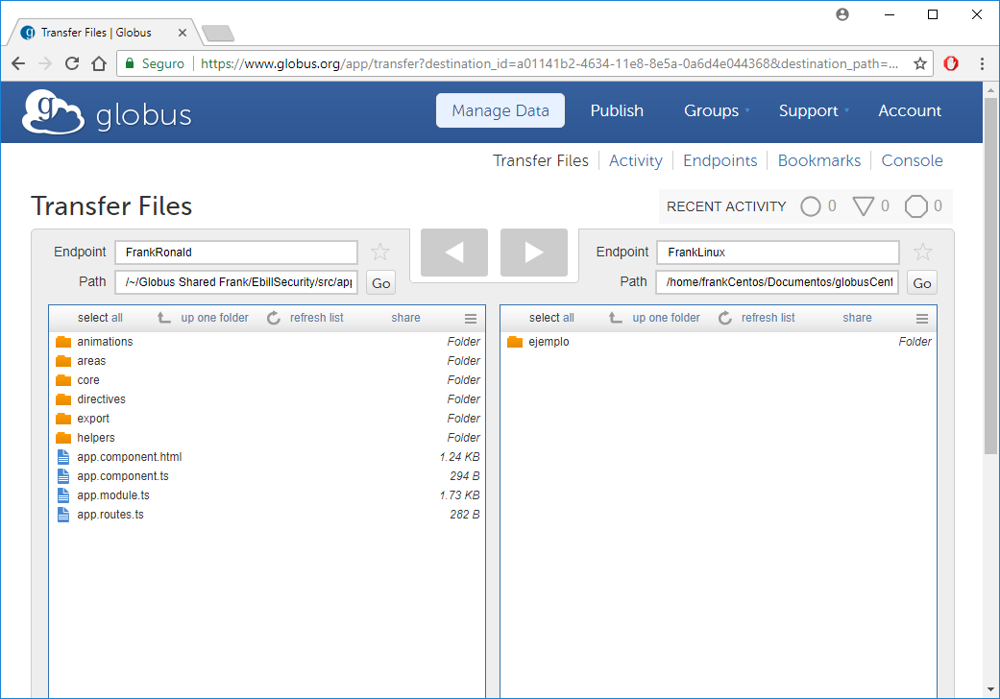 Transfer Files | Globus
Seguro https://www.globus.org/app/transfer?destination_id=a01141b2-4634-11e8-8e5a-0a6d4e044368&destination_path=...
g globus Manage Data Publish Groups Support Account
Transfer Files Activity Endpoints Bookmarks Console
Transfer Files
RECENT ACTIVITY 0 0 0
Endpoint FrankRonald
Path /~/Globus Shared Frank/EbillSecurity/src/app Go
Endpoint FrankLinux
Path /home/frankCentos/Documentos/globusCent Go
select all up one folder refresh list share
animations Folder
areas Folder
core Folder
directives Folder
export Folder
helpers Folder
app.component.html 1.24 KB
app.component.ts 294 B
app.module.ts 1.73 KB
app.routes.ts 282 B
select all up one folder refresh list share
ejemplo Folder